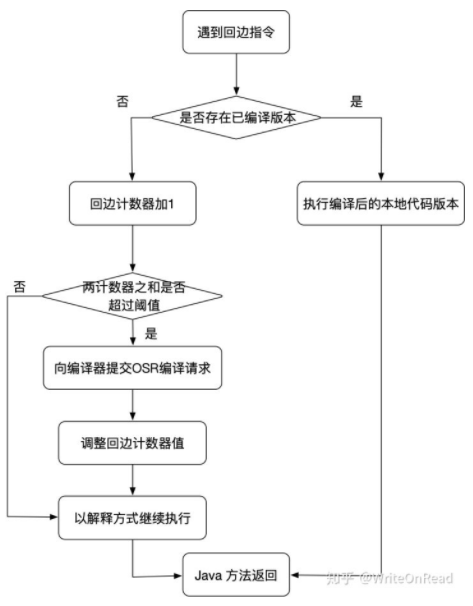 遇到回边指令
否
是
是否存在已编译版本
回边计数器加1
执行编译后的本地代码版本
否
两计数器之和是否
超过阈值
是
向编译器提交OSR编译请求
调整回边计数器值
以解释方式继续执行
Java 方法返回
知乎 @WriteOnRead